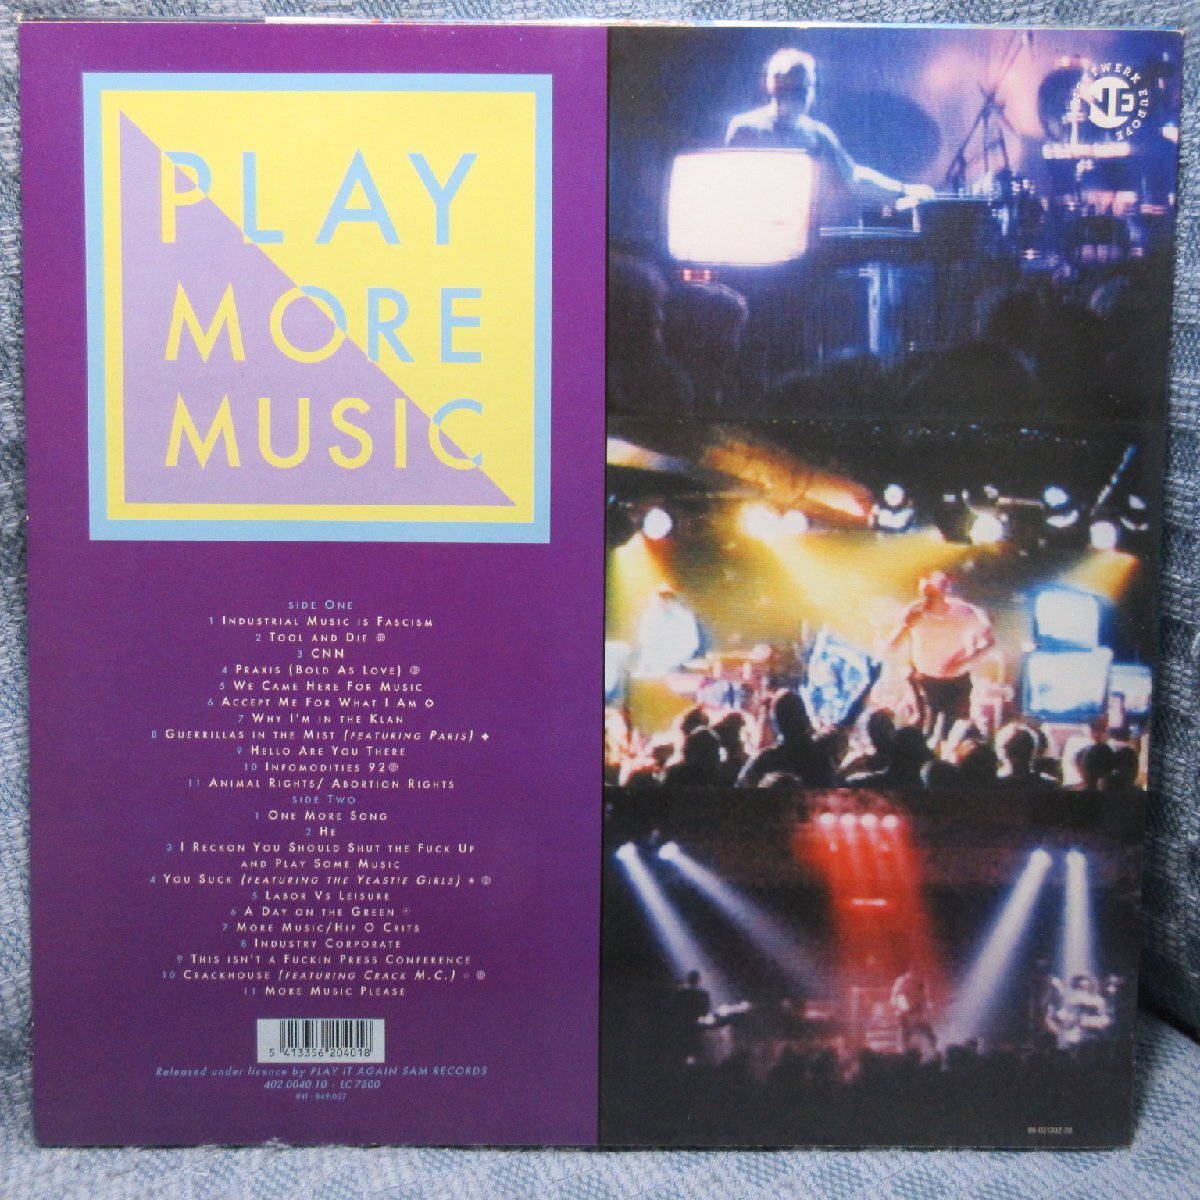 PLAY
MORE
MUSIC
SIDE ONE
1 INDUSTRIAL MUSIC IS FASCISM
2 TOOL AND DIE
3 CNN
4 PRAXIS (BOLD AS LOVE)
5 WE CAME HERE FOR MUSIC
6 ACCEPT ME FOR WHAT I AM
7 WHY I'M IN THE KLAN
8 GUERRILLAS IN THE MIST (FEATURING PARIS) +
9 HELLO ARE YOU THERE
10 INFOMODITIES 92
11 ANIMAL RIGHTS/ ABORTION RIGHTS
SIDE TWO
1 ONE MORE SONG
2 HE
3 I RECKON YOU SHOULD SHUT THE FUCK UP
AND PLAY SOME MUSIC
4 YOU SUCK (FEATURING THE YEASTIE GIRLS) *
5 LABOR VS LEISURE
6 A DAY ON THE GREEN
7 MORE MUSIC/HIP O CRITS
8 INDUSTRY CORPORATE
9 THIS ISN'T A FUCKIN PRESS CONFERENCE
10 CRACKHOUSE (FEATURING CRACK M.C.)
11 MORE MUSIC PLEASE
5 413356 204018
Released under licence by PLAY IT AGAIN SAM RECORDS
402.0040.10 · LC 7800
INT : 849.027
EUROPE
NE
08-031302-20